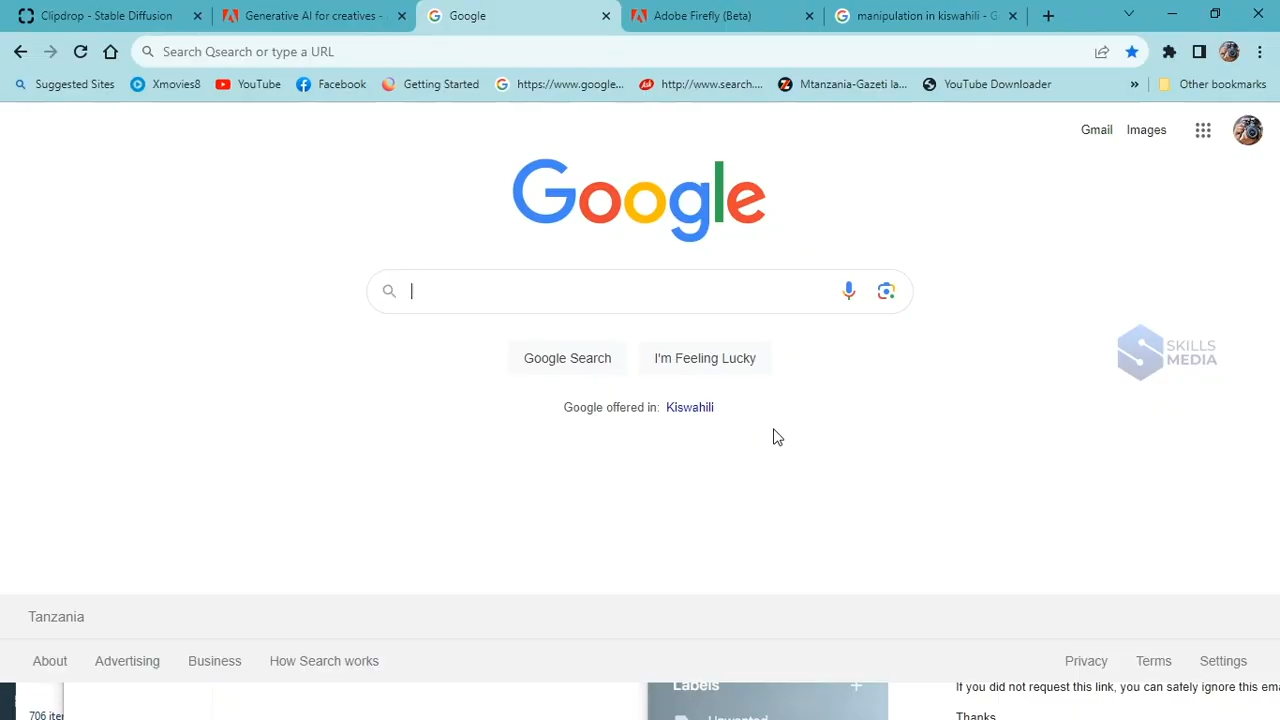 Clipdrop - Stable Diffusion
Generative AI for creatives -
Google
Adobe Firefly (Beta)
manipulation in kiswahili - G
Search Qsearch or type a URL
Suggested Sites
Xmovies8
YouTube
Facebook
Getting Started
https://www.google...
http://www.search....
Mtanzania-Gazeti la...
YouTube Downloader
Other bookmarks
Gmail
Images
Google
SKILLS
MEDIA
Google Search
I'm Feeling Lucky
Google offered in: Kiswahili
Tanzania
About
Advertising
Business
How Search works
Privacy
Terms
Settings
Labels
If you did not request this link, you can safely ignore this ema
706 iter
Unwanted
Thanks